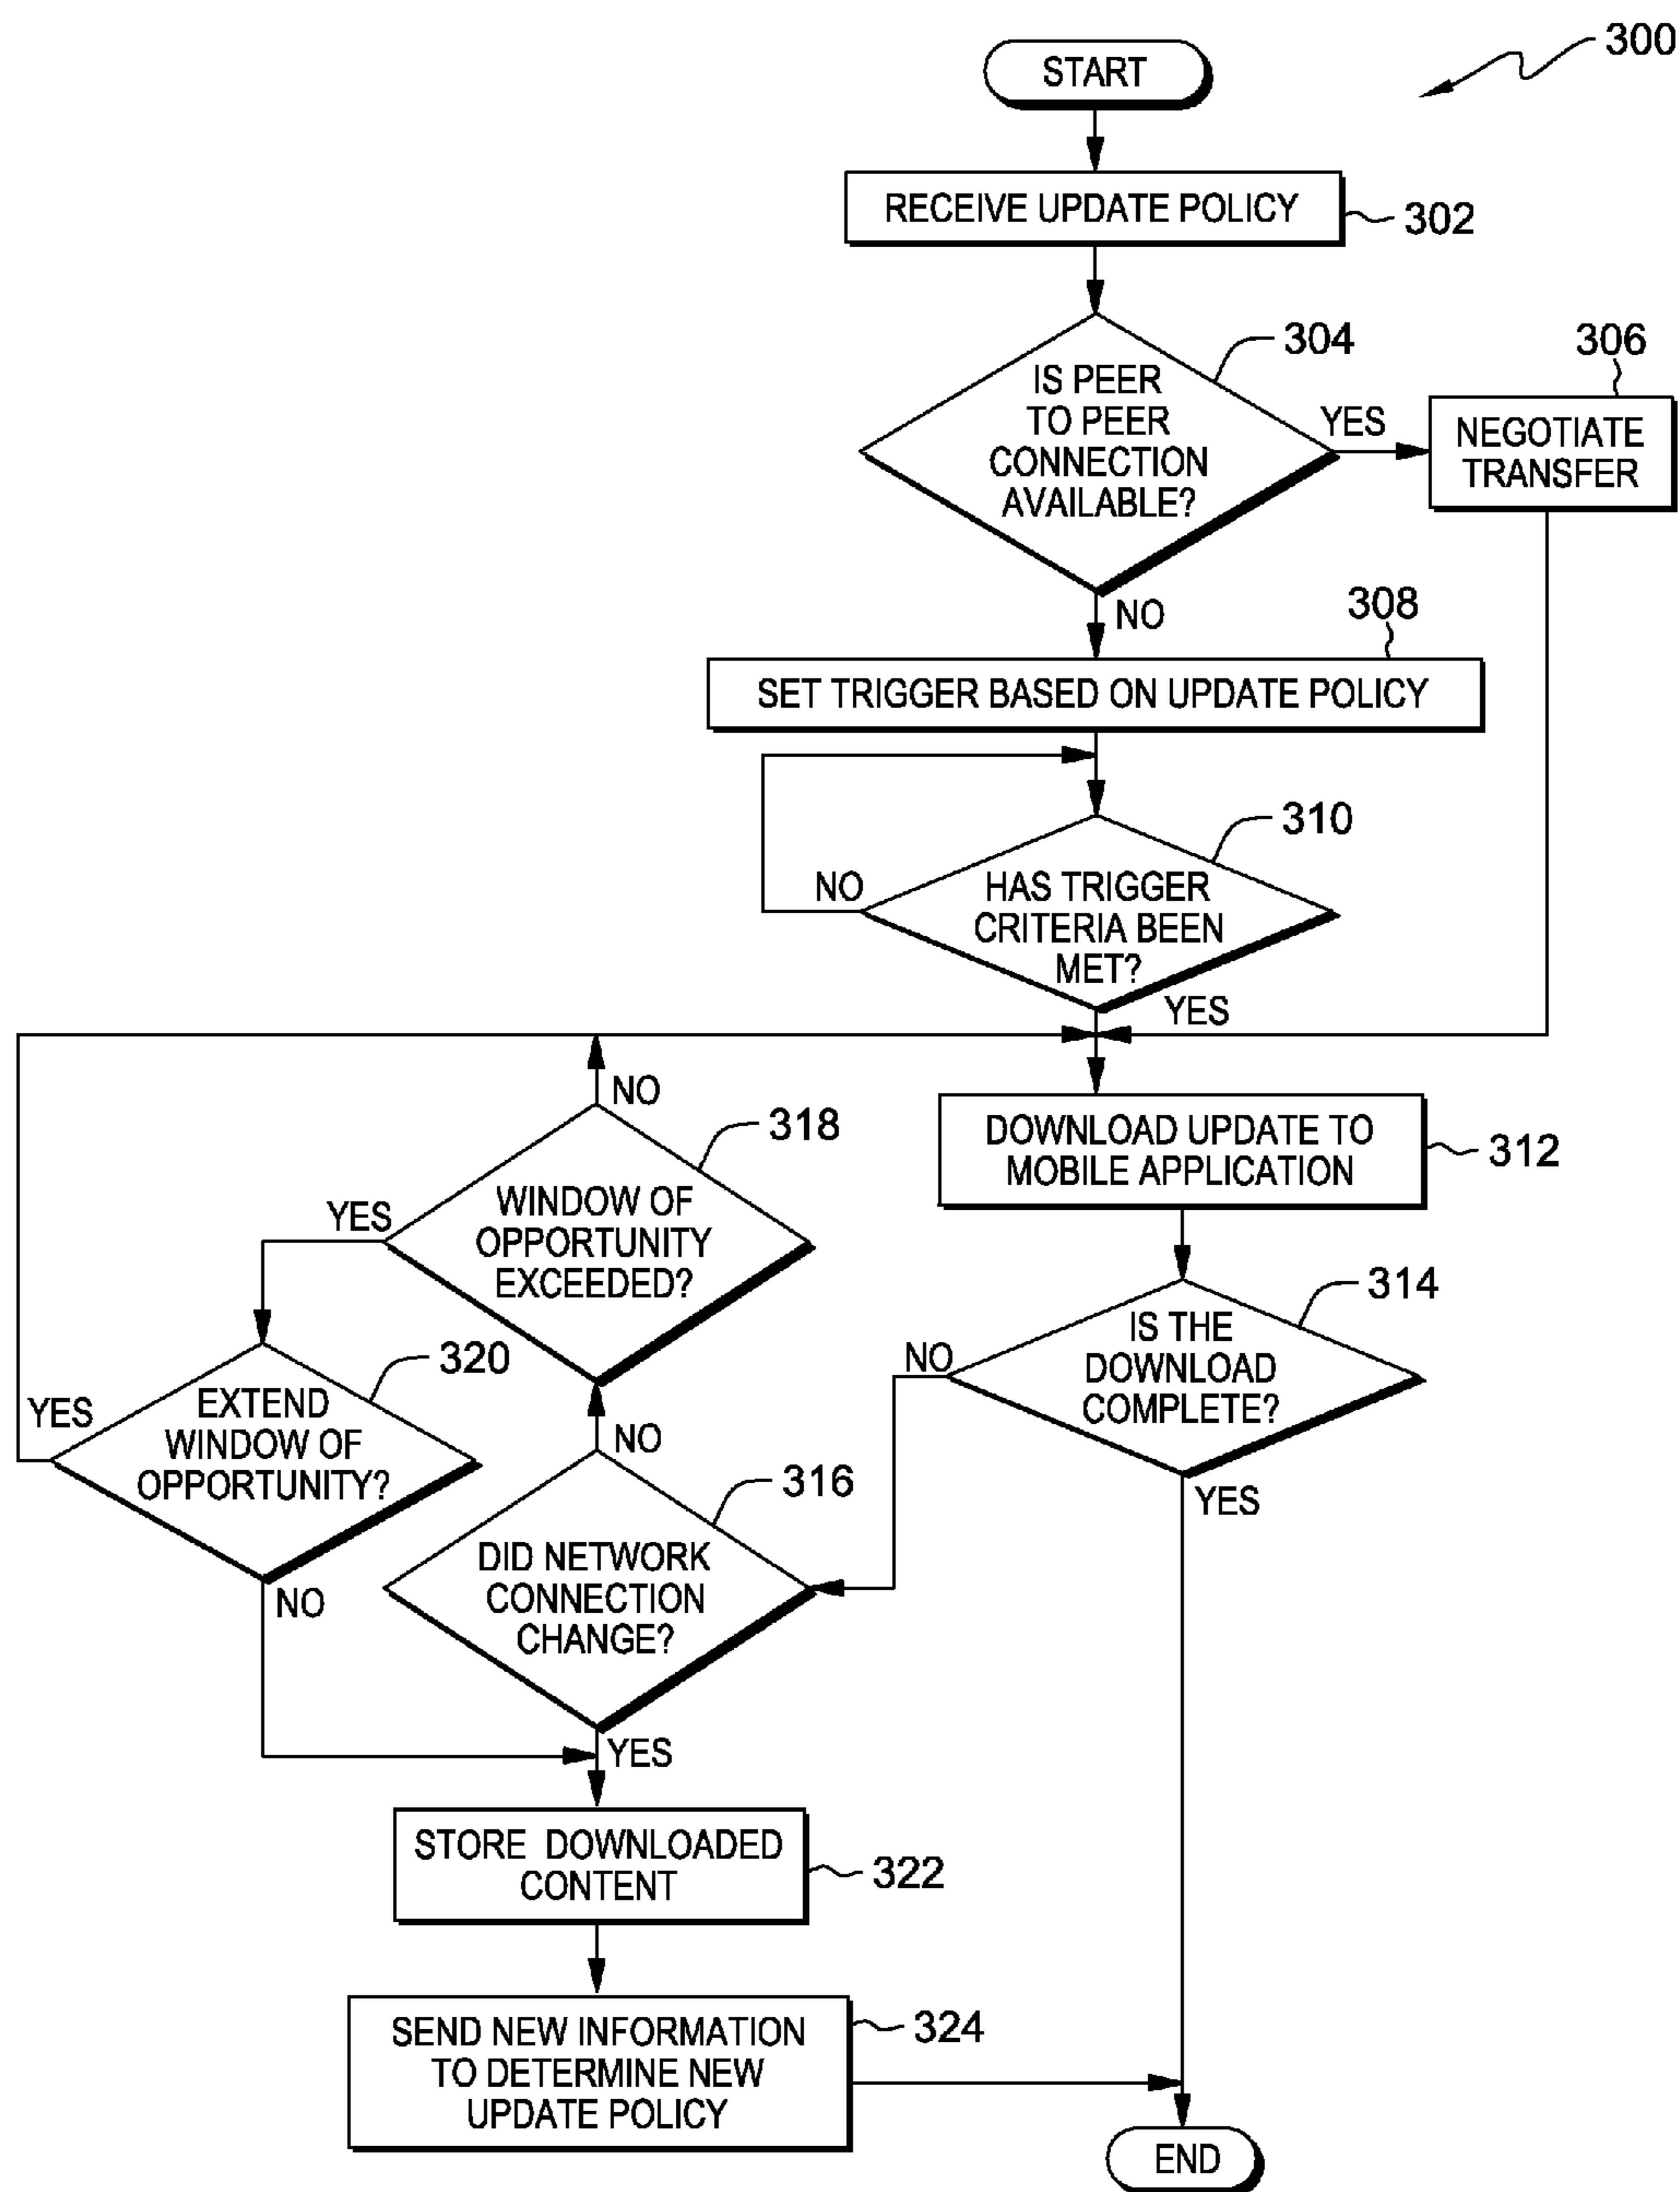 300
START
RECEIVE UPDATE POLICY
302
304
IS PEER
TO PEER
CONNECTION
AVAILABLE?
YES
306
NEGOTIATE
TRANSFER
NO
308
SET TRIGGER BASED ON UPDATE POLICY
310
HAS TRIGGER
CRITERIA BEEN
MET?
NO
YES
DOWNLOAD UPDATE TO
MOBILE APPLICATION
312
314
IS THE
DOWNLOAD
COMPLETE?
NO
YES
316
DID NETWORK
CONNECTION
CHANGE?
NO
YES
318
WINDOW OF
OPPORTUNITY
EXCEEDED?
NO
YES
320
EXTEND
WINDOW OF
OPPORTUNITY?
YES
NO
STORE DOWNLOADED
CONTENT
322
SEND NEW INFORMATION
TO DETERMINE NEW
UPDATE POLICY
324
END